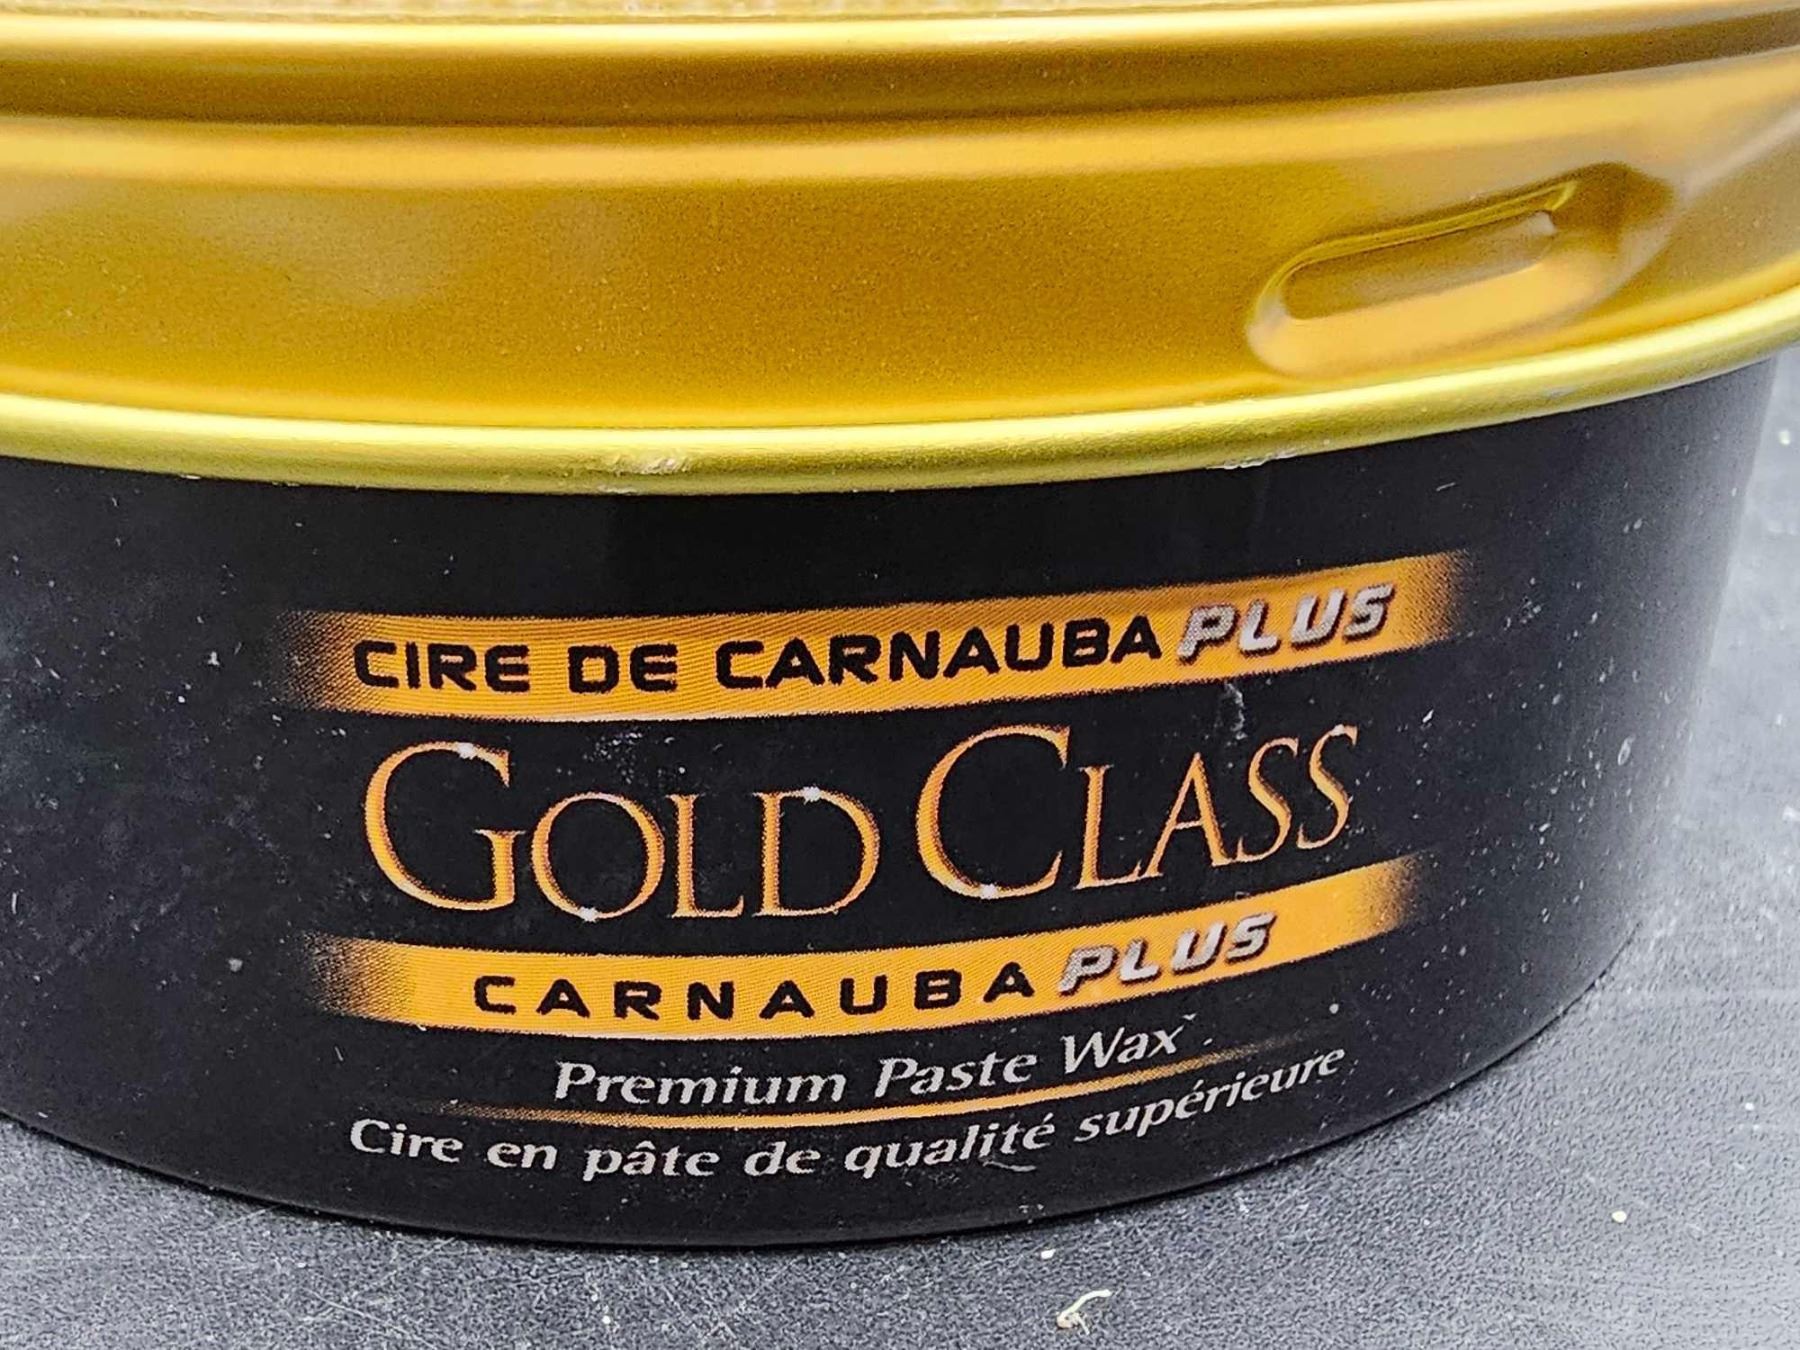 CIRE DE CARNAUBA PLUS
GOLD CLASS
CARNAUBA PLUS
Premium Paste Wax
Cire en pâte de qualité supérieure